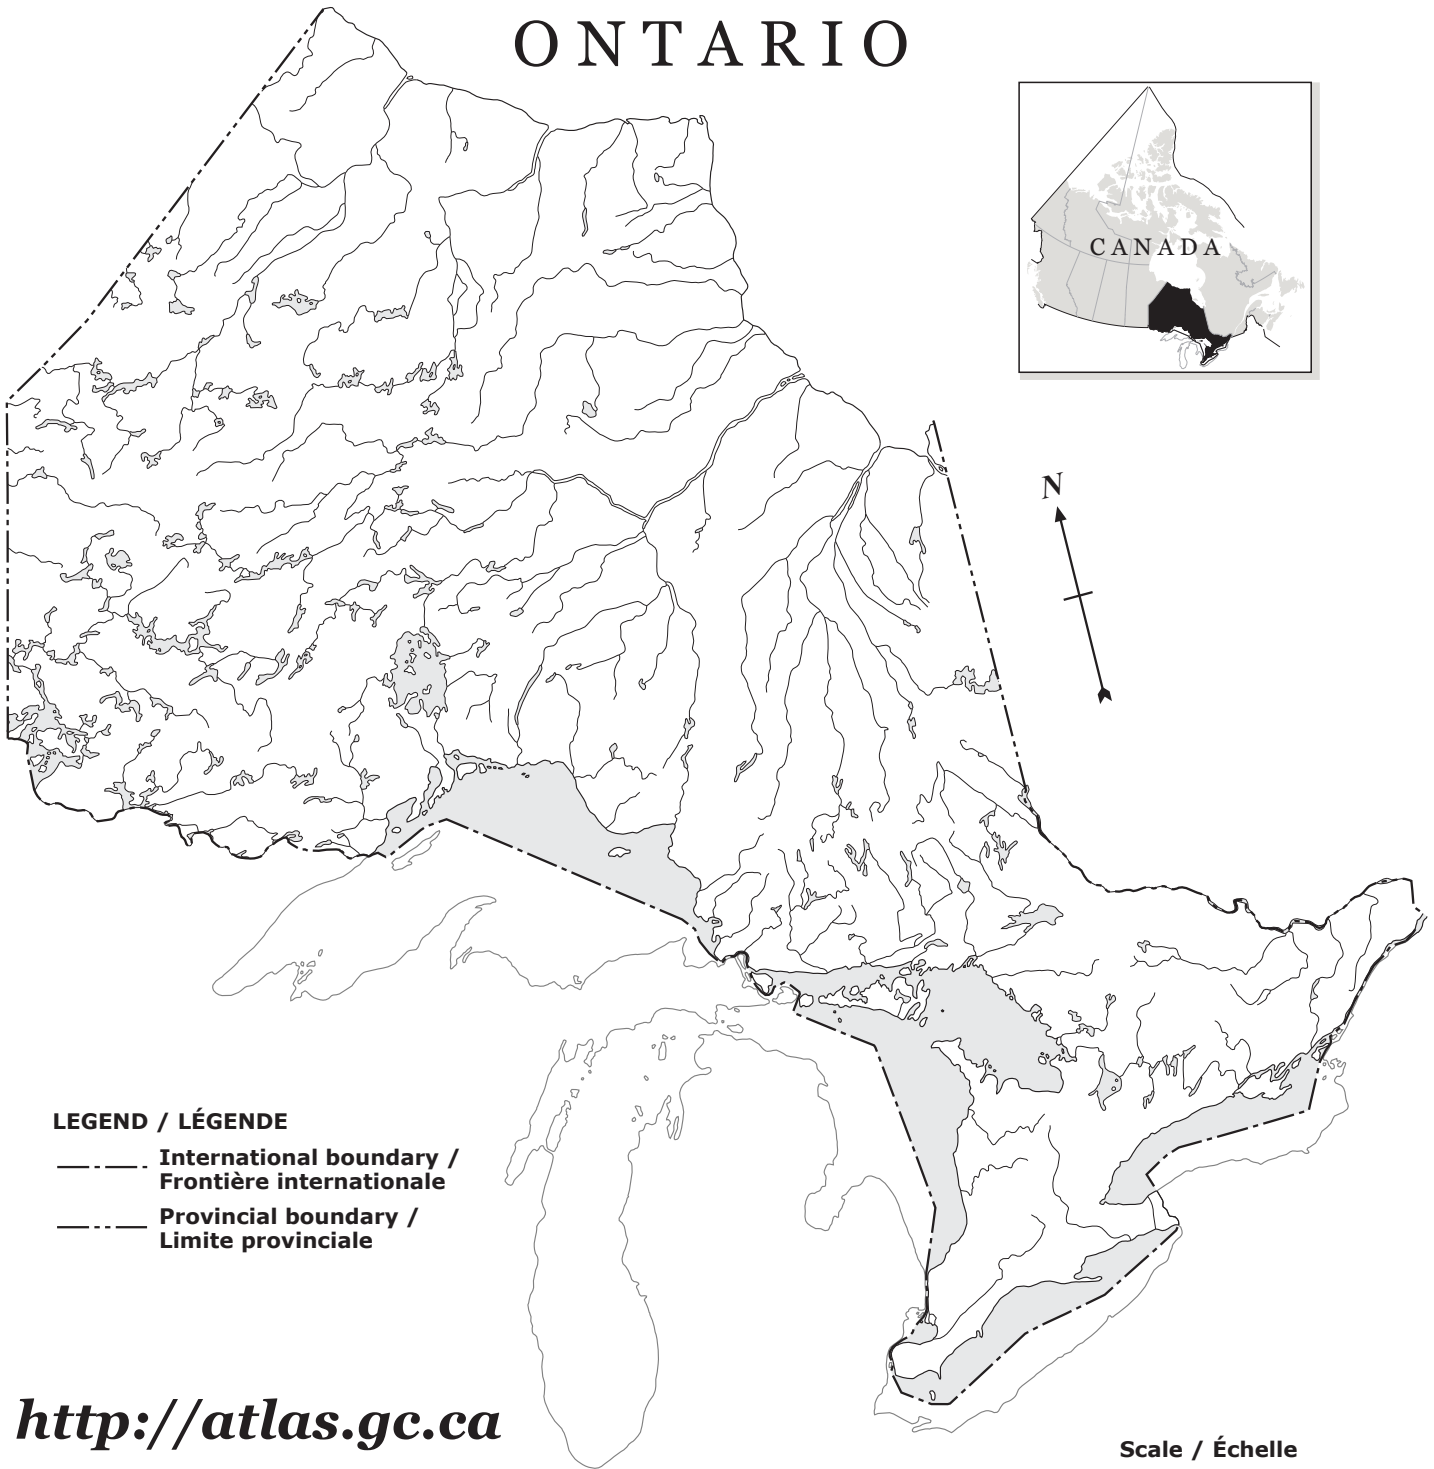 ONTARIO
CANADA
N
LEGEND / LÉGENDE
International boundary /
Frontière internationale
Provincial boundary /
Limite provinciale
http://atlas.gc.ca
Scale / Échelle